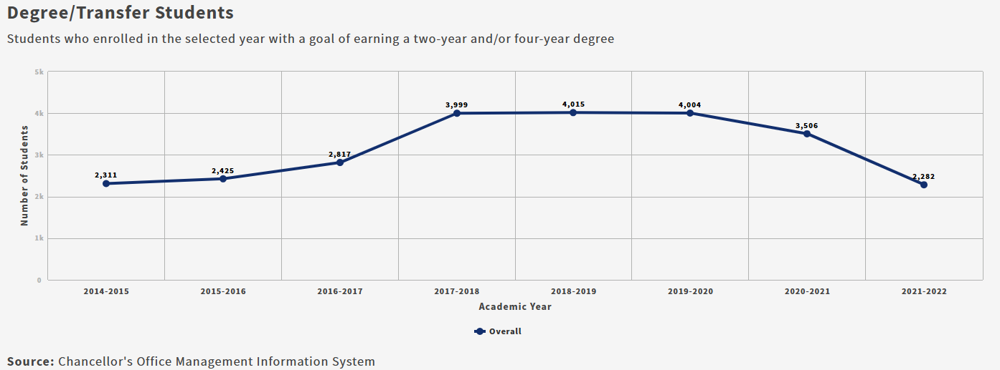 Degree/Transfer Students
Students who enrolled in the selected year with a goal of earning a two-year and/or four-year degree
5k
4k
3k
2k
1k
0
Number of Students
2,311
2,425
2,817
3,999
4,015
4,004
3,506
2,282
2014-2015
2015-2016
2016-2017
2017-2018
2018-2019
2019-2020
2020-2021
2021-2022
Academic Year
Overall
Source: Chancellor's Office Management Information System